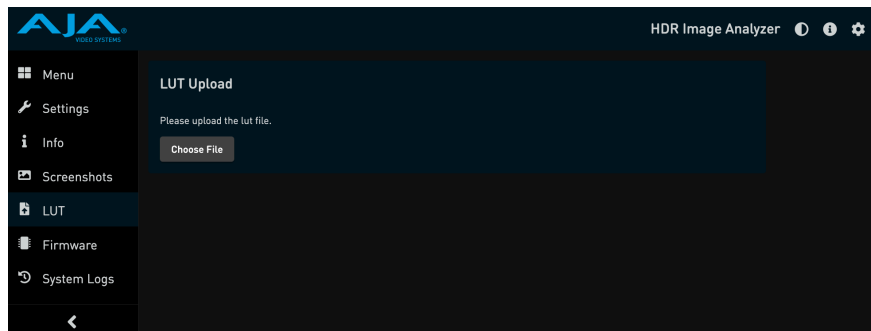 AJA®
VIDEO SYSTEMS
HDR Image Analyzer
Menu
Settings
Info
Screenshots
LUT
Firmware
System Logs
LUT Upload
Please upload the lut file.
Choose File